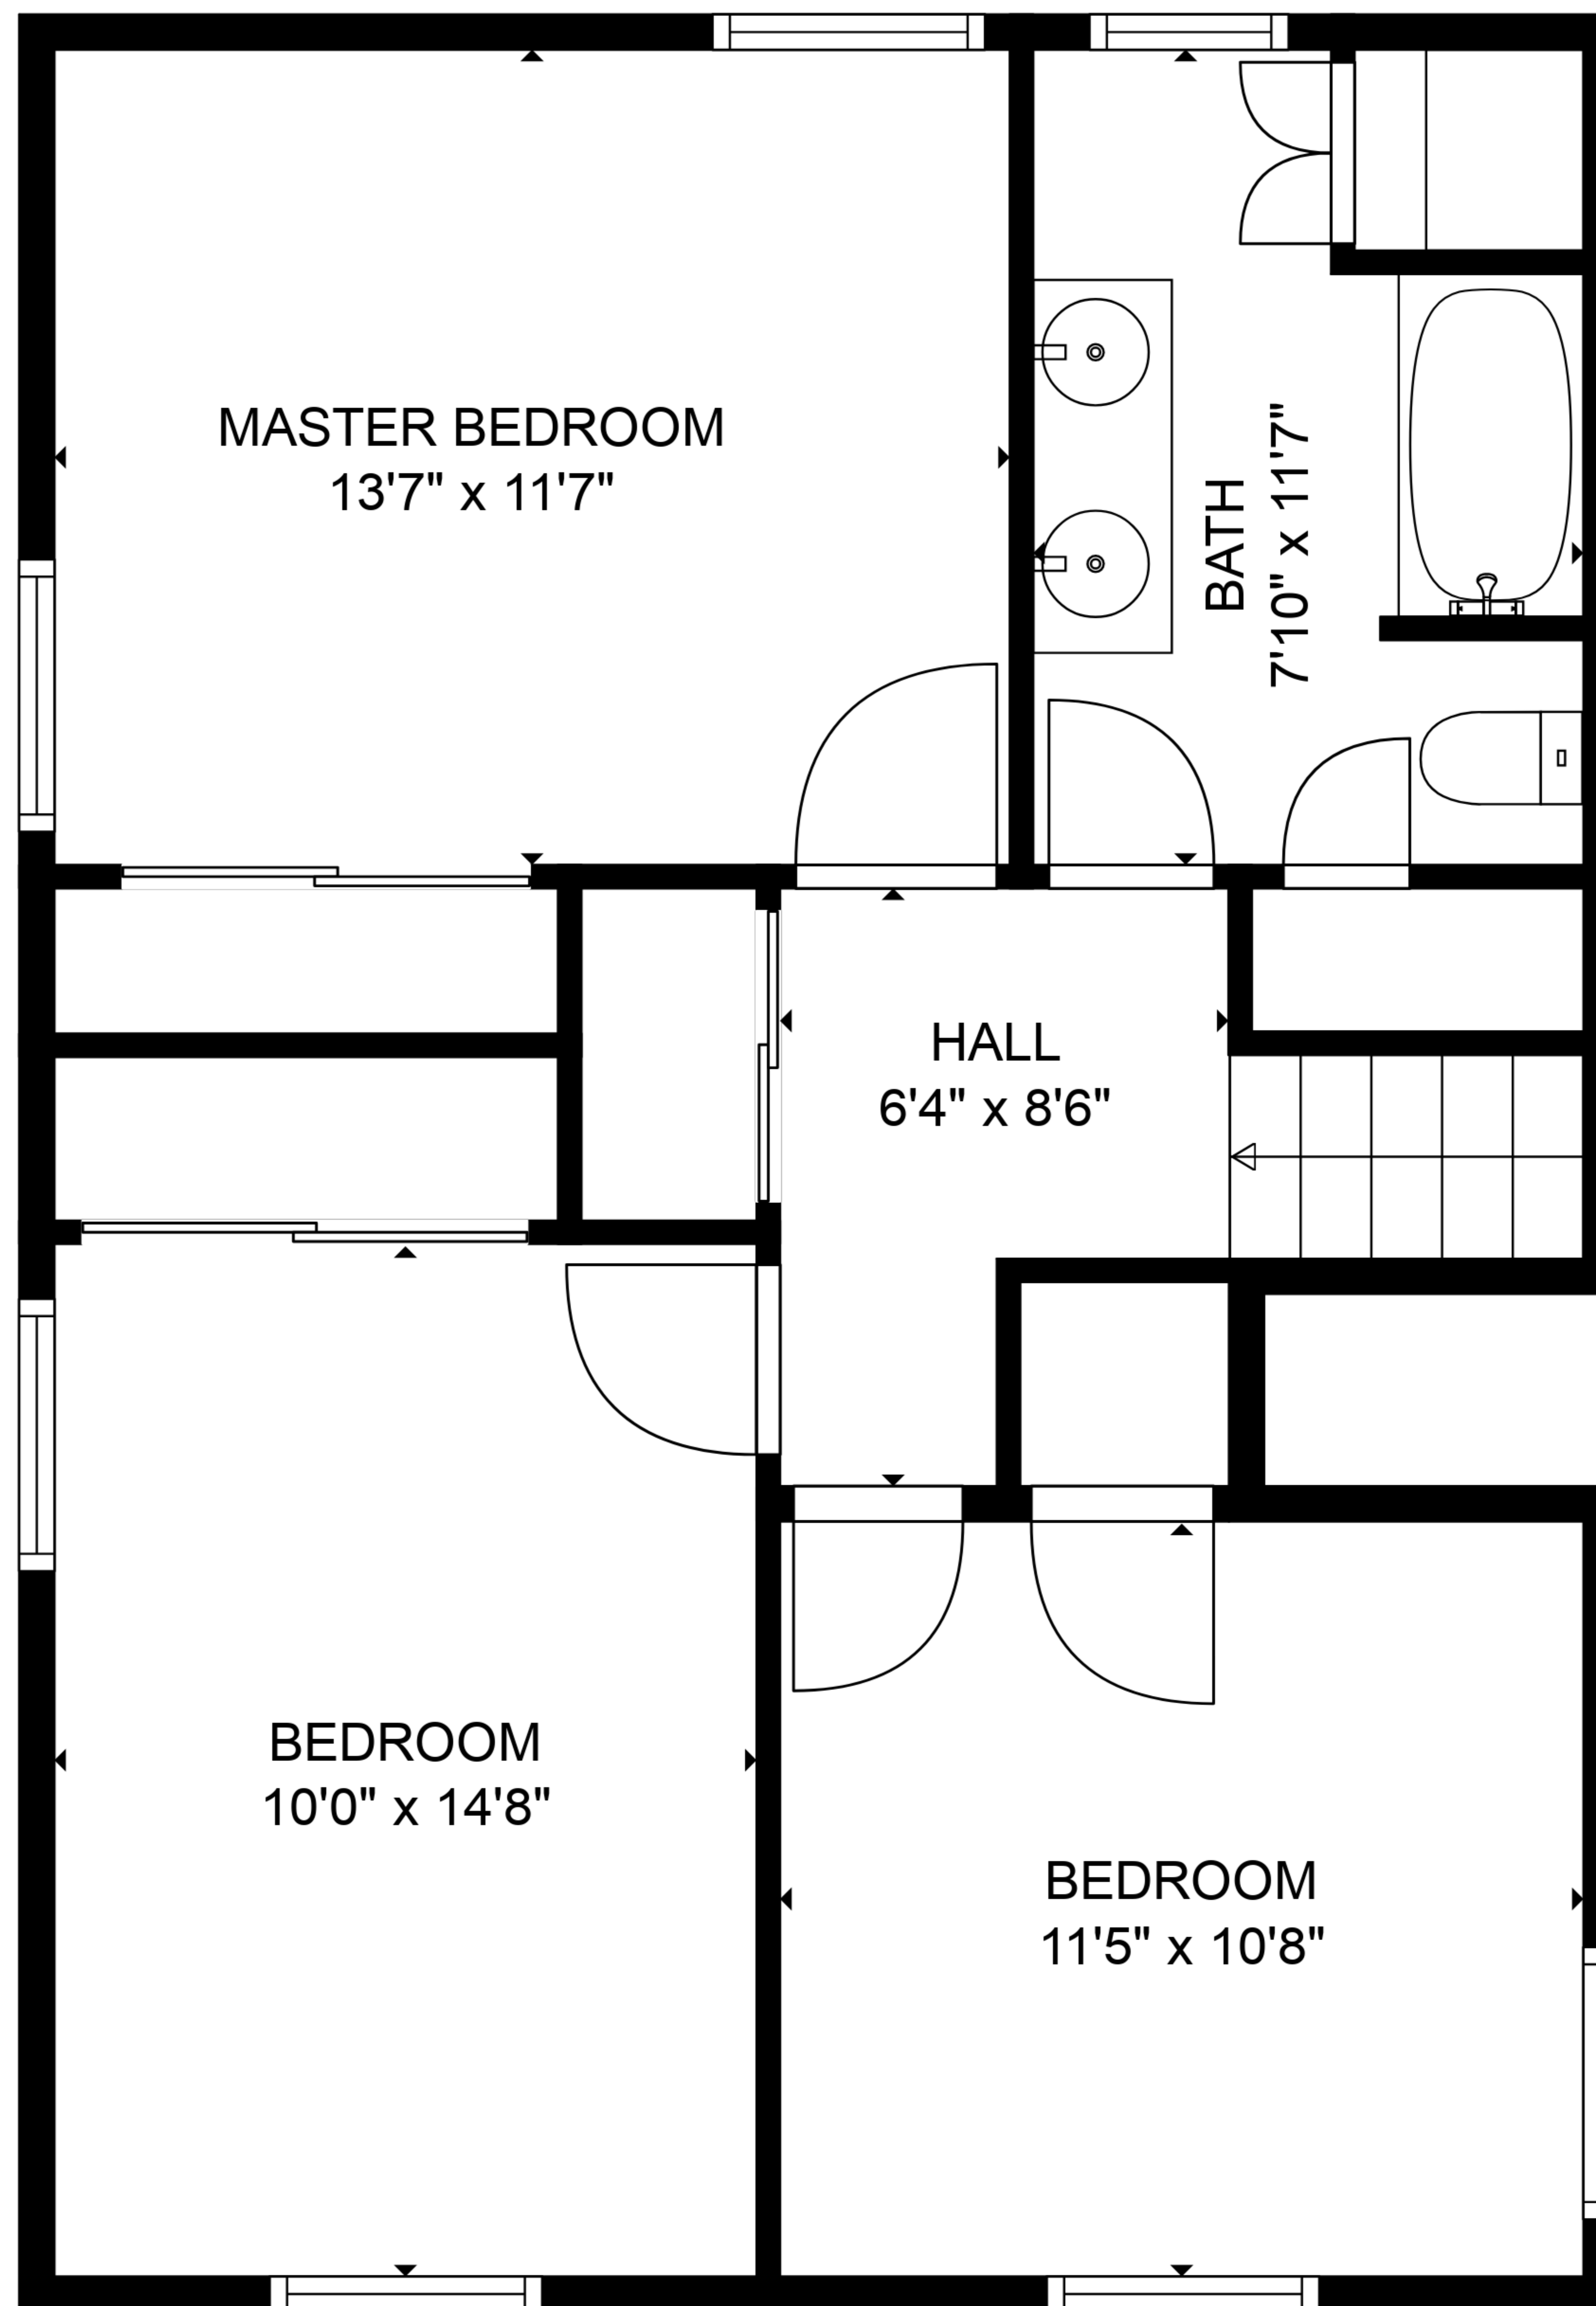 MASTER BEDROOM
13'7" x 11'7"
BATH
7'10" x 11'7"
HALL
6'4" x 8'6"
BEDROOM
10'0" x 14'8"
BEDROOM
11'5" x 10'8"